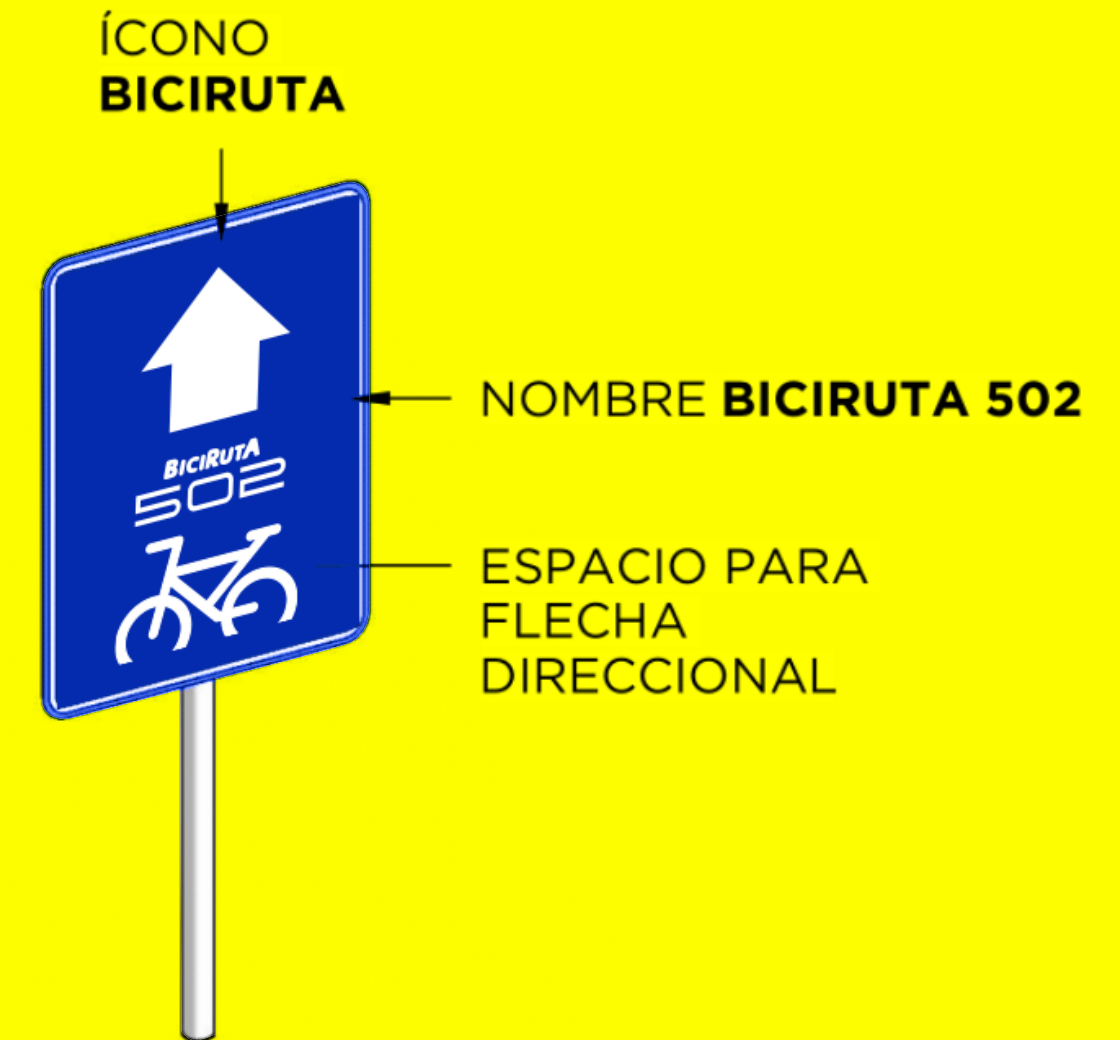 ÍCONO
BICIRUTA
BICIRUTA
502
NOMBRE BICIRUTA 502
ESPACIO PARA
FLECHA
DIRECCIONAL